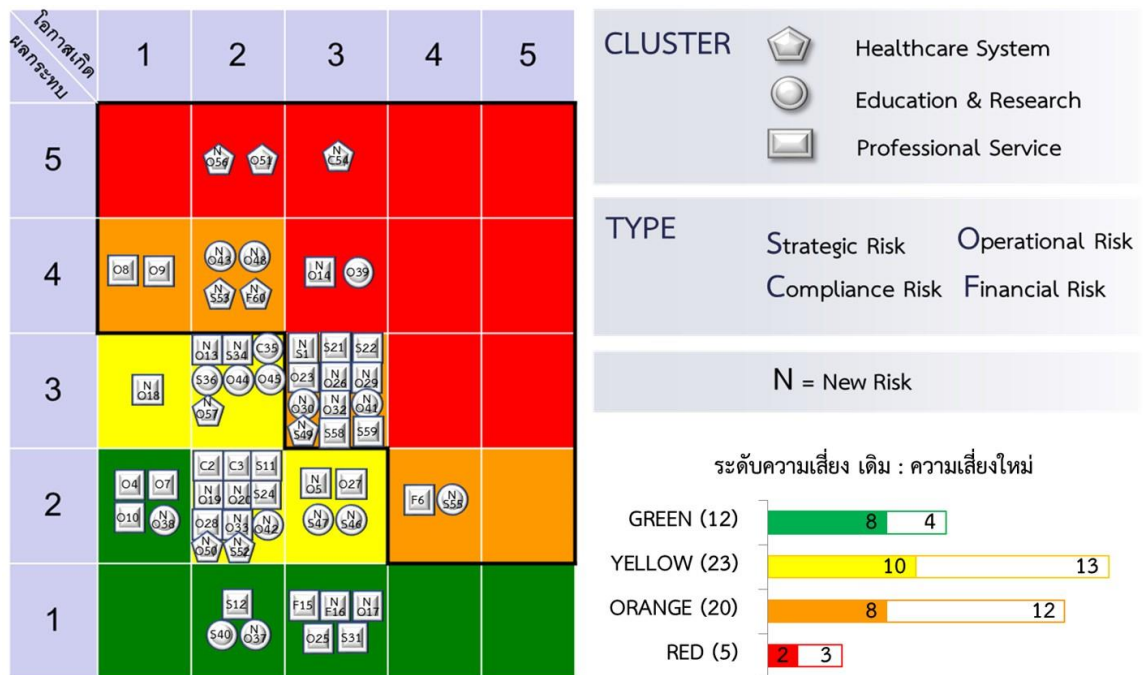 โอกาสเกิด
ผลกระทบ
1 2 3 4 5
5
N O56 O51 N C54
4
O8 O9 N O43 N O48 N O14 O39
N S53 N F60
3
N O13 N S34 C35 N S1 S21 S22
N O18 S36 O44 O45 O23 N O26 N O29
N O57 N O30 N O32 N O41
N S49 S58 S59
2
O4 O7 C2 C3 S11 N O5 O27
N O19 N O20 S24 F6 N S55
O10 N O38 O28 N O33 N O42 N S47 N S46
N O50 N S52
1
S12 F15 N F16 N O17
S40 N O37 O25 S31
CLUSTER
Healthcare System
Education & Research
Professional Service
TYPE
Strategic Risk Operational Risk
Compliance Risk Financial Risk
N = New Risk
ระดับความเสี่ยง เดิม : ความเสี่ยงใหม่
GREEN (12) 8 4
YELLOW (23) 10 13
ORANGE (20) 8 12
RED (5) 2 3